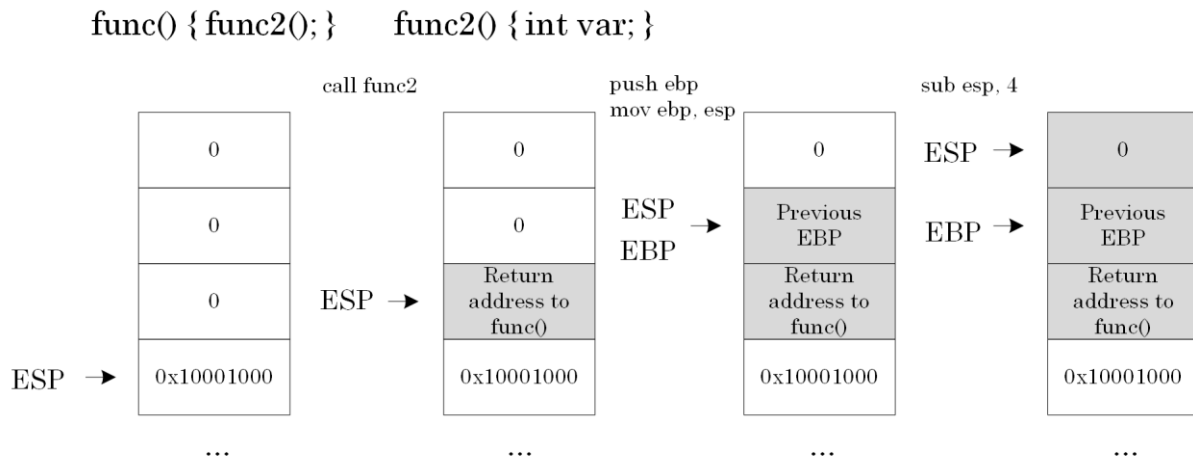 func() { func2(); }
func2() { int var; }
call func2
push ebp
mov ebp, esp
sub esp, 4
0
0
0
0x10001000
...
ESP
0
0
Return
address to
func()
0x10001000
...
ESP
0
Previous
EBP
Return
address to
func()
0x10001000
...
ESP
EBP
0
Previous
EBP
Return
address to
func()
0x10001000
...
ESP
EBP